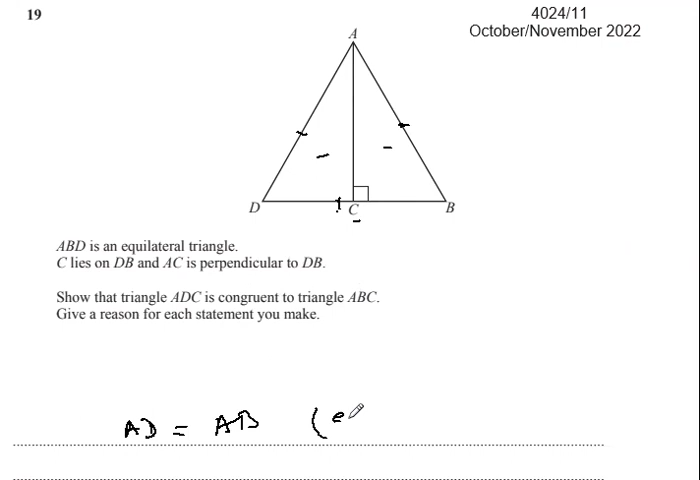 19
4024/11
October/November 2022
A
D
C
B
ABD is an equilateral triangle.
C lies on DB and AC is perpendicular to DB.
Show that triangle ADC is congruent to triangle ABC.
Give a reason for each statement you make.
AD = AB (e